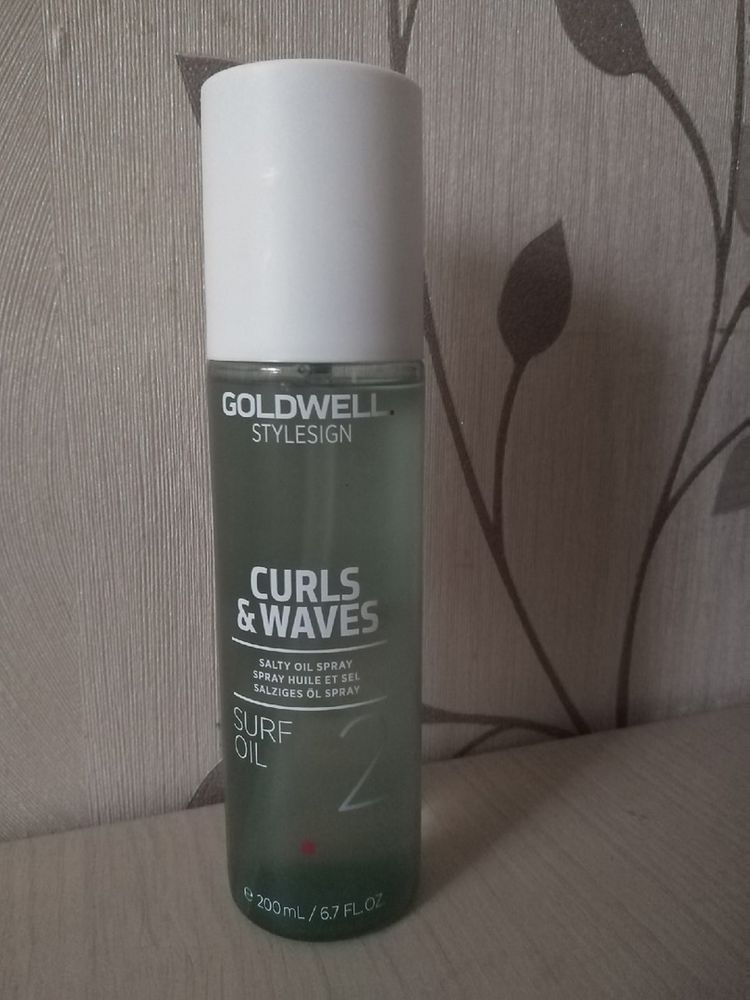 GOLDWELL.
STYLESIGN
CURLS
& WAVES
SALTY OIL SPRAY
SPRAY HUILE ET SEL
SALZIGES ÖL SPRAY
SURF
OIL
2
e 200 mL / 6.7 FL.OZ